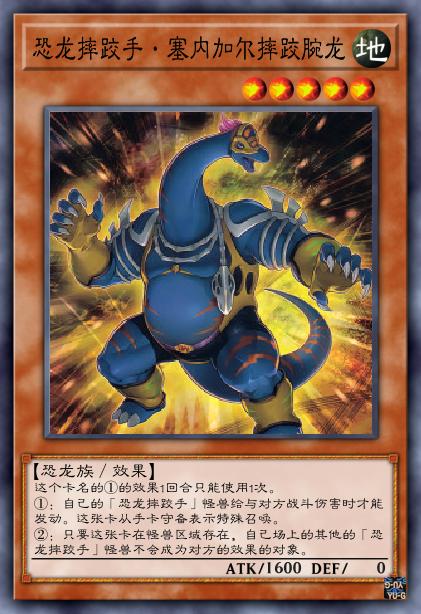 恐龙摔跤手·塞内加尔摔跤腕龙
地
【恐龙族／效果】
这个卡名的①的效果1回合只能使用1次。
①：自己的「恐龙摔跤手」怪兽给与对方战斗伤害时才能
发动。这张卡从手卡守备表示特殊召唤。
②：只要这张卡在怪兽区域存在，自己场上的其他的「恐
龙摔跤手」怪兽不会成为对方的效果的对象。
ATK/1600 DEF/ 0